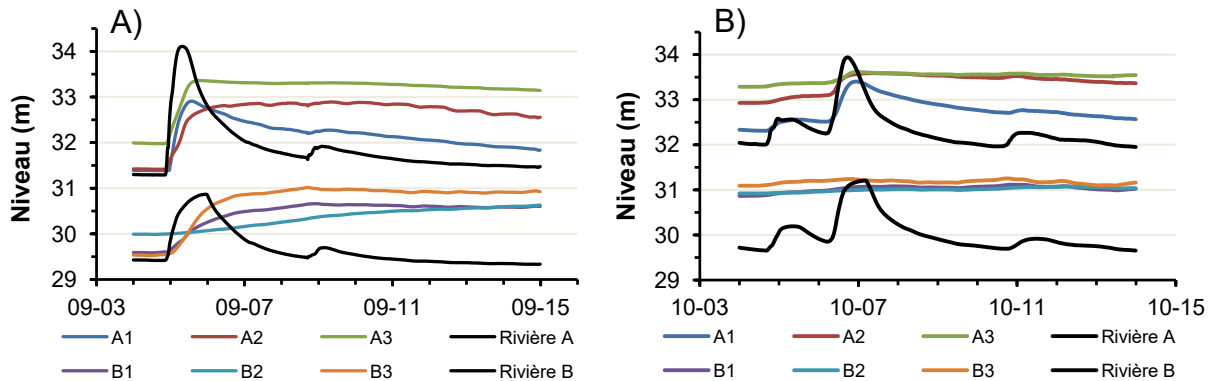 A)
Niveau (m)
34
33
32
31
30
29
09-03
09-07
09-11
09-15
A1
A2
A3
Rivière A
B1
B2
B3
Rivière B
B)
Niveau (m)
34
33
32
31
30
29
10-03
10-07
10-11
10-15
A1
A2
A3
Rivière A
B1
B2
B3
Rivière B